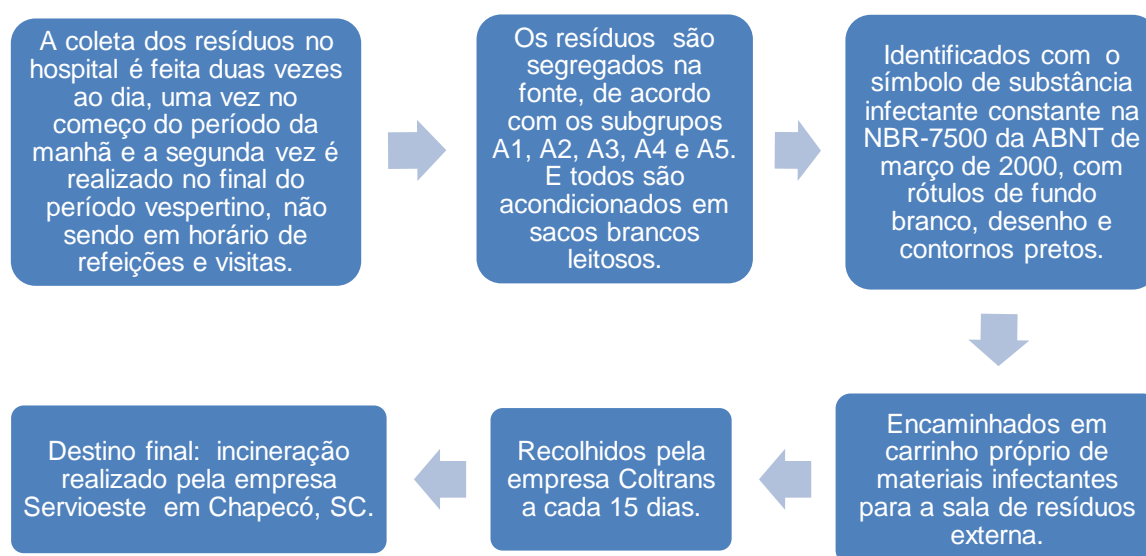 A coleta dos resíduos no
hospital é feita duas vezes
ao dia, uma vez no
começo do período da
manhã e a segunda vez é
realizado no final do
período vespertino, não
sendo em horário de
refeições e visitas.
Os resíduos são
segregados na
fonte, de acordo
com os subgrupos
A1, A2, A3, A4 e A5.
E todos são
acondicionados em
sacos brancos
leitosos.
Identificados com o
símbolo de substância
infectante constante na
NBR-7500 da ABNT de
março de 2000, com
rótulos de fundo
branco, desenho e
contornos pretos.
Encaminhados em
carrinho próprio de
materiais infectantes
para a sala de resíduos
externa.
Recolhidos pela
empresa Coltrans
a cada 15 dias.
Destino final: incineração
realizado pela empresa
Servioeste em Chapecó, SC.